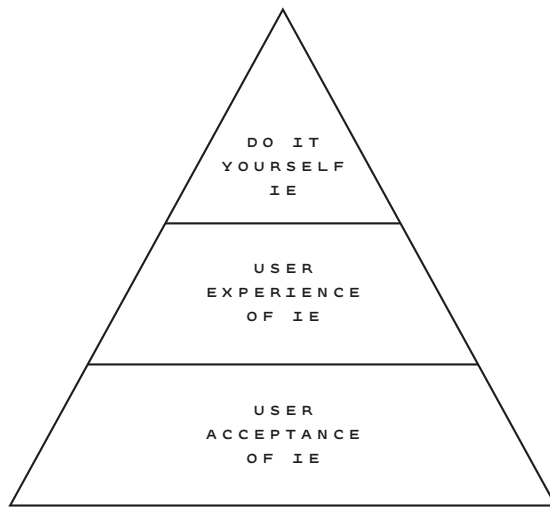 DO IT
YOURSELF
IE
USER
EXPERIENCE
OF IE
USER
ACCEPTANCE
OF IE